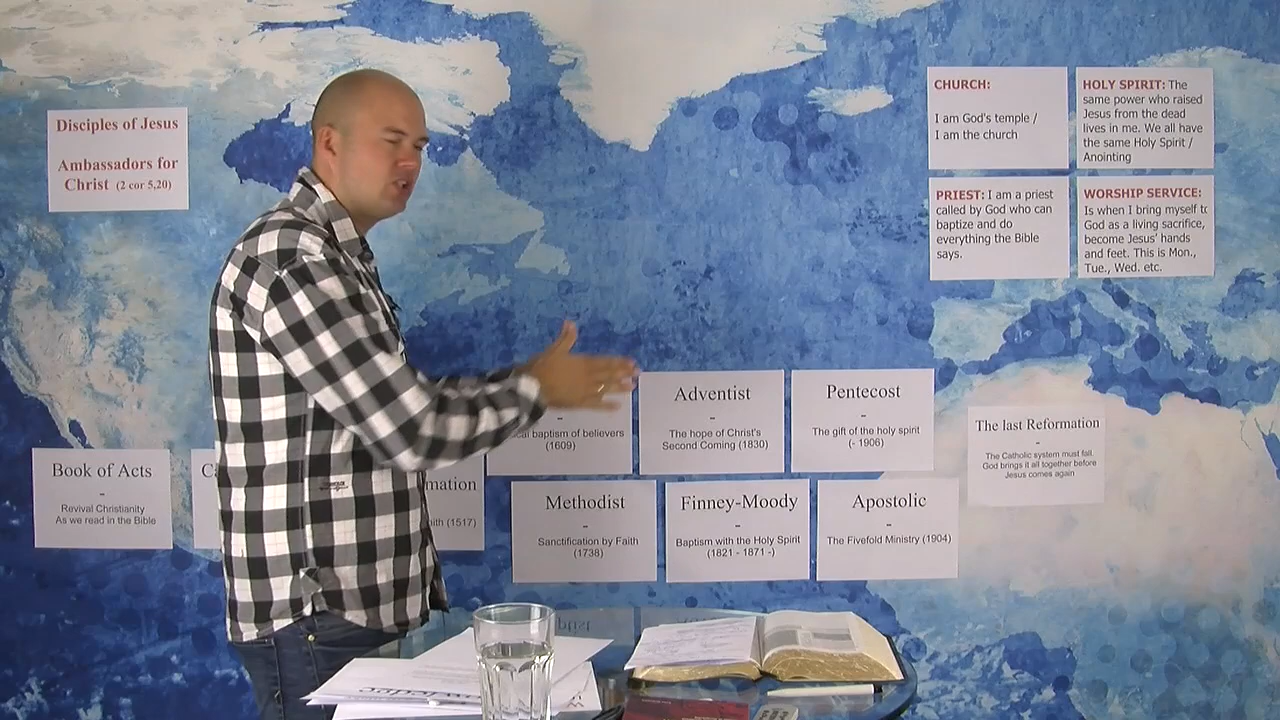 Disciples of Jesus
Ambassadors for
Christ (2 cor 5,20)
CHURCH:
I am God's temple /
I am the church
HOLY SPIRIT: The
same power who raised
Jesus from the dead
lives in me. We all have
the same Holy Spirit /
Anointing
PRIEST: I am a priest
called by God who can
baptize and do
everything the Bible
says.
WORSHIP SERVICE:
Is when I bring myself to
God as a living sacrifice,
become Jesus' hands
and feet. This is Mon.,
Tue., Wed. etc.
Book of Acts
-
Revival Christianity
As we read in the Bible
(1517)
-
baptism of believers
(1609)
Adventist
-
The hope of Christ's
Second Coming (1830)
Pentecost
-
The gift of the holy spirit
(- 1906)
Methodist
-
Sanctification by Faith
(1738)
Finney-Moody
-
Baptism with the Holy Spirit
(1821 - 1871 -)
Apostolic
-
The Fivefold Ministry (1904)
The last Reformation
-
The Catholic system must fall.
God brings it all together before
Jesus comes again